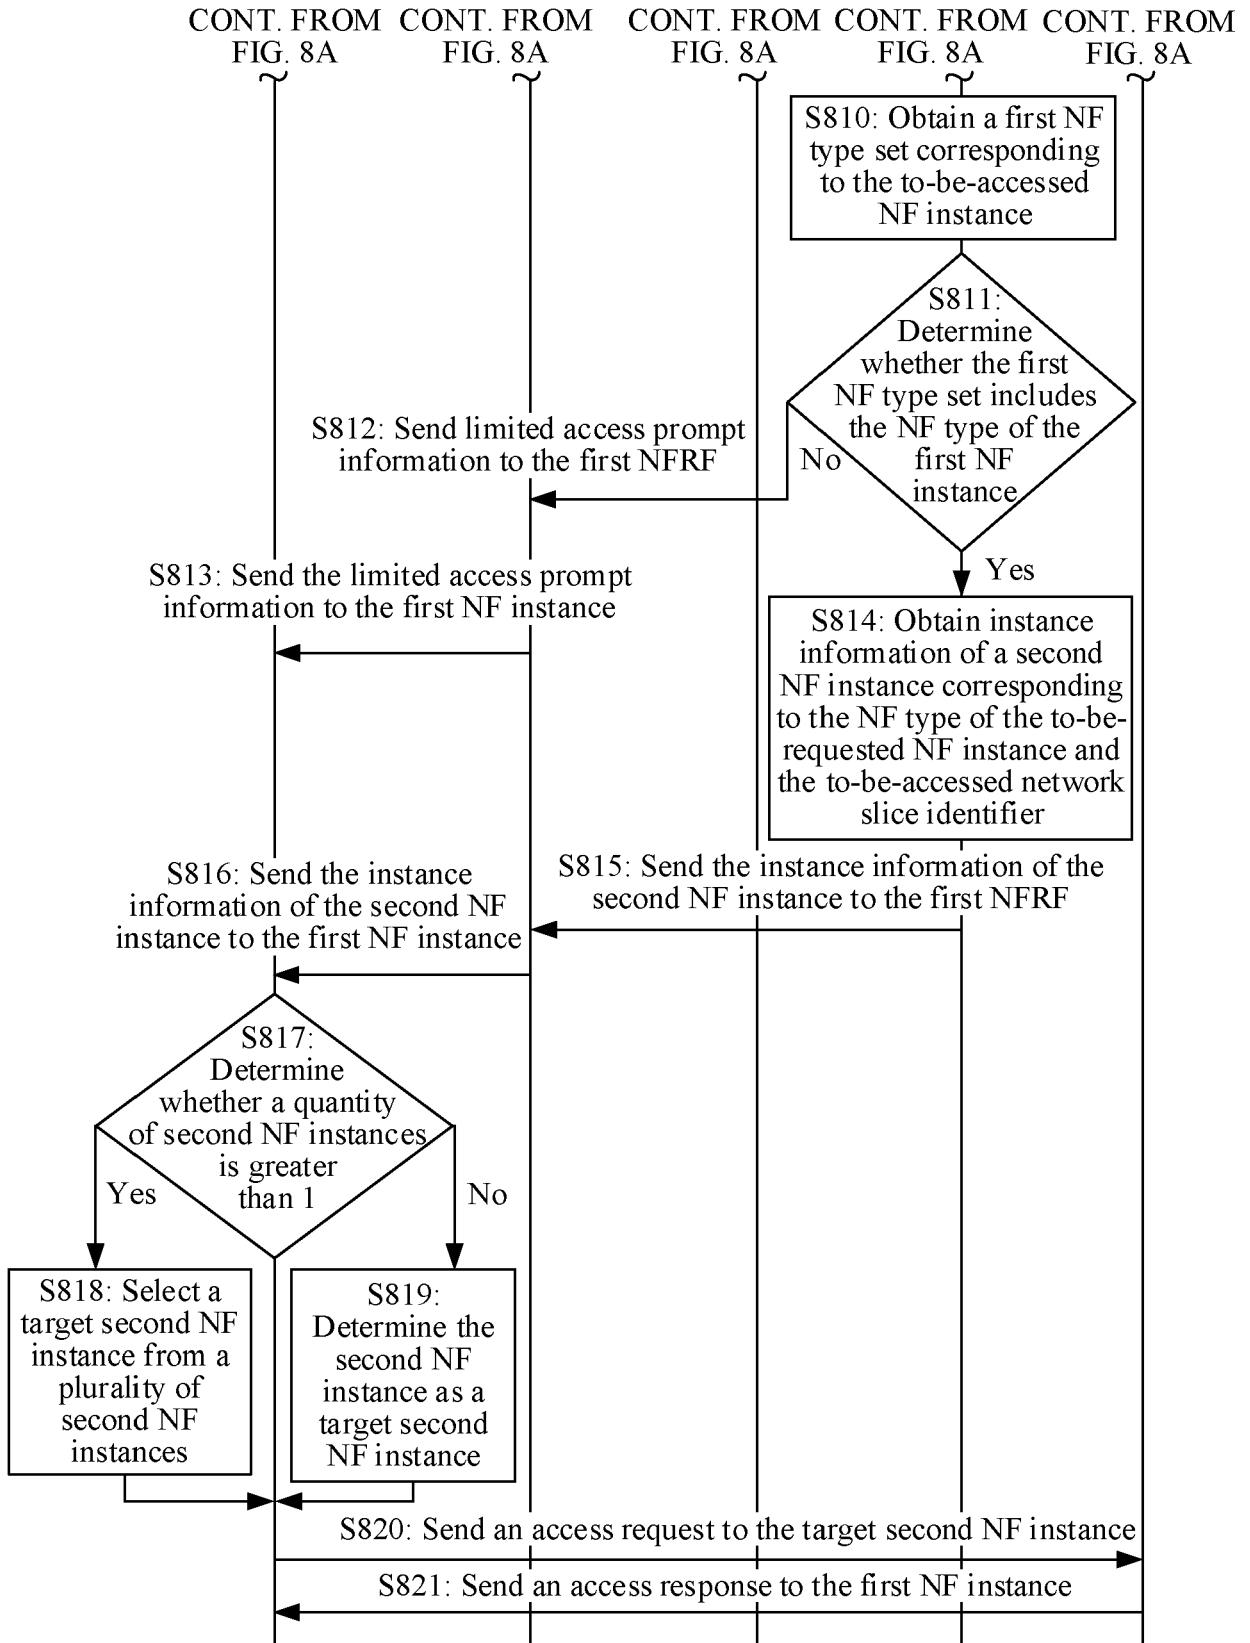 CONT. FROM
FIG. 8A
CONT. FROM
FIG. 8A
CONT. FROM
FIG. 8A
CONT. FROM
FIG. 8A
CONT. FROM
FIG. 8A
S810: Obtain a first NF
type set corresponding
to the to-be-accessed
NF instance
S811:
Determine
whether the first
NF type set includes
the NF type of the
first NF
instance
No
S812: Send limited access prompt
information to the first NFRF
Yes
S813: Send the limited access prompt
information to the first NF instance
S814: Obtain instance
information of a second
NF instance corresponding
to the NF type of the to-be-
requested NF instance and
the to-be-accessed network
slice identifier
S815: Send the instance information of the
second NF instance to the first NFRF
S816: Send the instance
information of the second NF
instance to the first NF instance
S817:
Determine
whether a quantity
of second NF instances
is greater
than 1
Yes
No
S818: Select a
target second NF
instance from a
plurality of
second NF
instances
S819:
Determine the
second NF
instance as a
target second
NF instance
S820: Send an access request to the target second NF instance
S821: Send an access response to the first NF instance